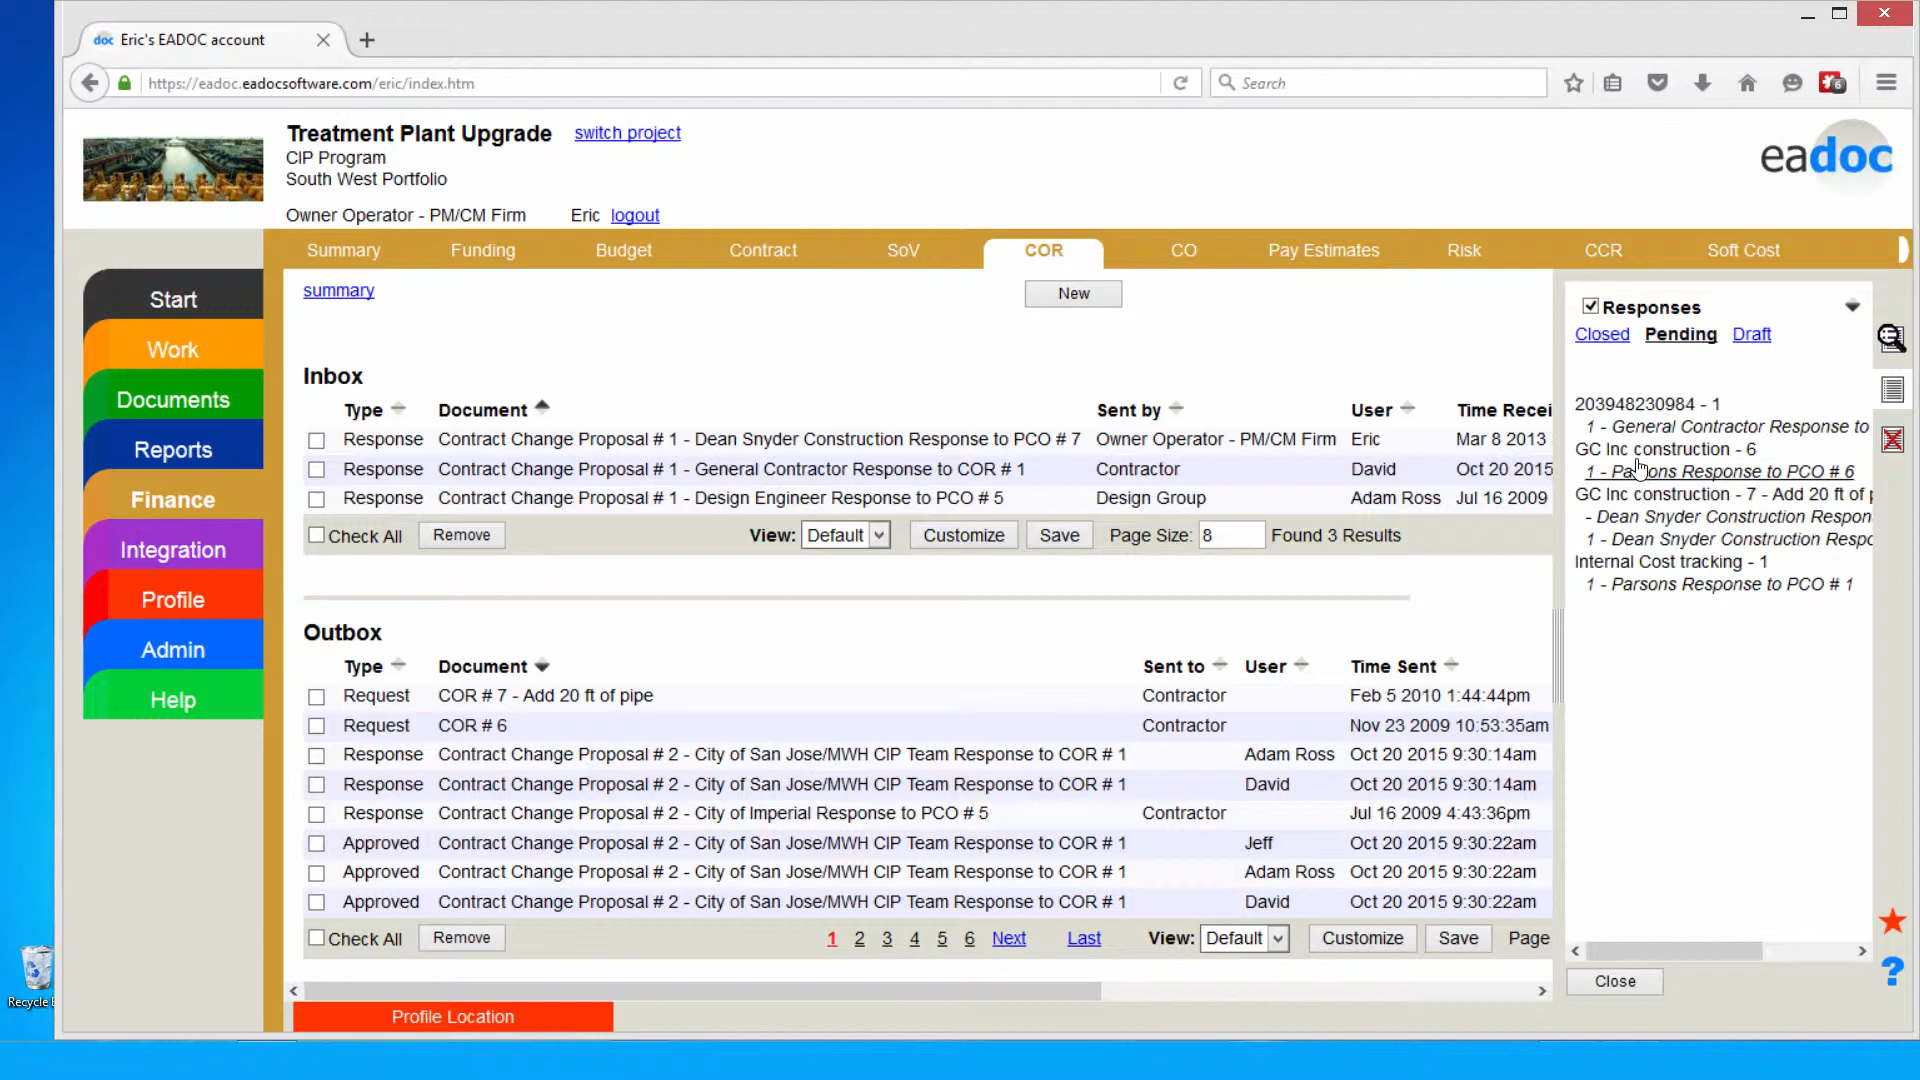 doc Eric's EADOC account
https://eadoc.eadocsoftware.com/eric/index.htm
Search
6
Treatment Plant Upgrade switch project
CIP Program
South West Portfolio
Owner Operator - PM/CM Firm Eric logout
eadoc
Summary Funding Budget Contract SoV COR CO Pay Estimates Risk CCR Soft Cost
Start
Work
Documents
Reports
Finance
Integration
Profile
Admin
Help
summary
New
Inbox
Type Document Sent by User Time Recei
Response Contract Change Proposal # 1 - Dean Snyder Construction Response to PCO # 7 Owner Operator - PM/CM Firm Eric Mar 8 2013
Response Contract Change Proposal # 1 - General Contractor Response to COR # 1 Contractor David Oct 20 2015
Response Contract Change Proposal # 1 - Design Engineer Response to PCO # 5 Design Group Adam Ross Jul 16 2009
Check All Remove View: Default Customize Save Page Size: 8 Found 3 Results
Outbox
Type Document Sent to User Time Sent
Request COR # 7 - Add 20 ft of pipe Contractor Feb 5 2010 1:44:44pm
Request COR # 6 Contractor Nov 23 2009 10:53:35am
Response Contract Change Proposal # 2 - City of San Jose/MWH CIP Team Response to COR # 1 Adam Ross Oct 20 2015 9:30:14am
Response Contract Change Proposal # 2 - City of San Jose/MWH CIP Team Response to COR # 1 David Oct 20 2015 9:30:14am
Response Contract Change Proposal # 2 - City of Imperial Response to PCO # 5 Contractor Jul 16 2009 4:43:36pm
Approved Contract Change Proposal # 2 - City of San Jose/MWH CIP Team Response to COR # 1 Jeff Oct 20 2015 9:30:22am
Approved Contract Change Proposal # 2 - City of San Jose/MWH CIP Team Response to COR # 1 Adam Ross Oct 20 2015 9:30:22am
Approved Contract Change Proposal # 2 - City of San Jose/MWH CIP Team Response to COR # 1 David Oct 20 2015 9:30:22am
Check All Remove 1 2 3 4 5 6 Next Last View: Default Customize Save Page
Profile Location
Responses
Closed Pending Draft
203948230984 - 1
1 - General Contractor Response to
GC Inc construction - 6
1 - Parsons Response to PCO # 6
GC Inc construction - 7 - Add 20 ft of p
- Dean Snyder Construction Respon
1 - Dean Snyder Construction Respo
Internal Cost tracking - 1
1 - Parsons Response to PCO # 1
Close
?
Recycle